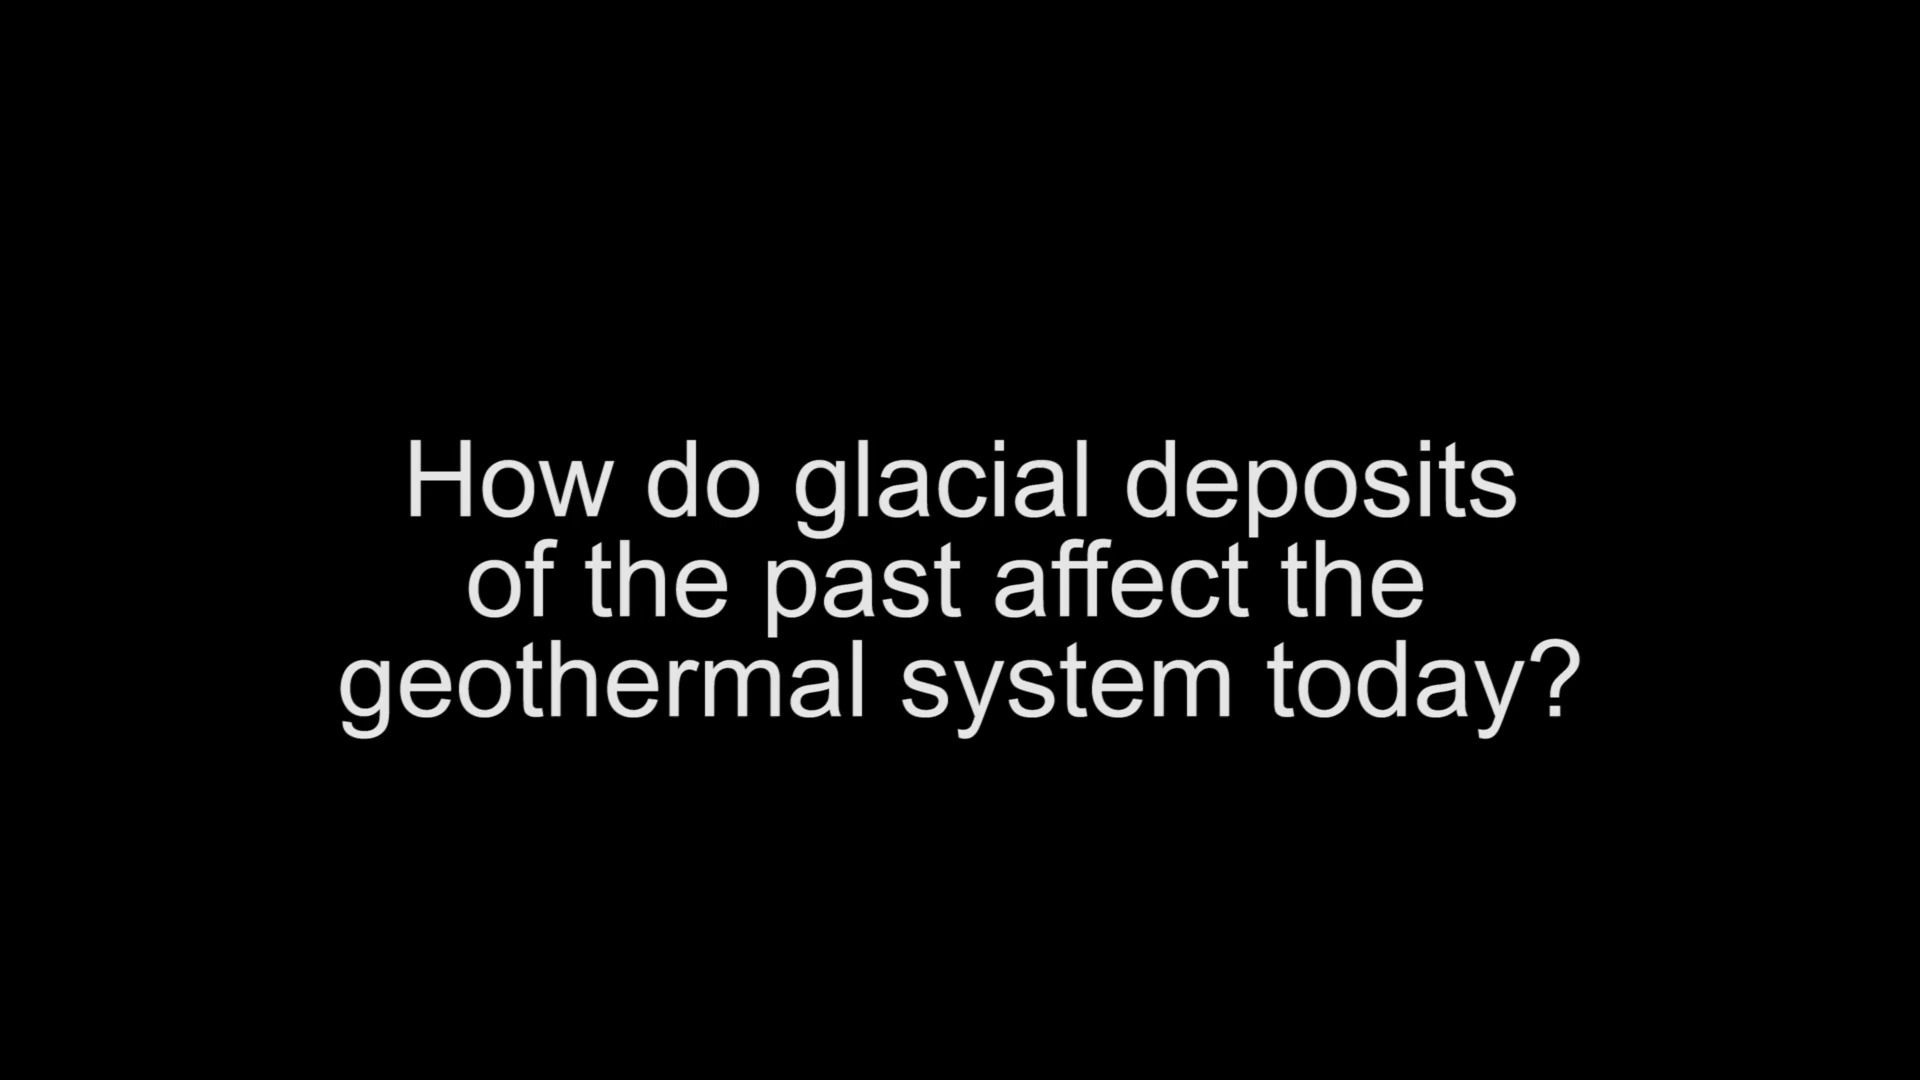 How do glacial deposits
of the past affect the
geothermal system today?